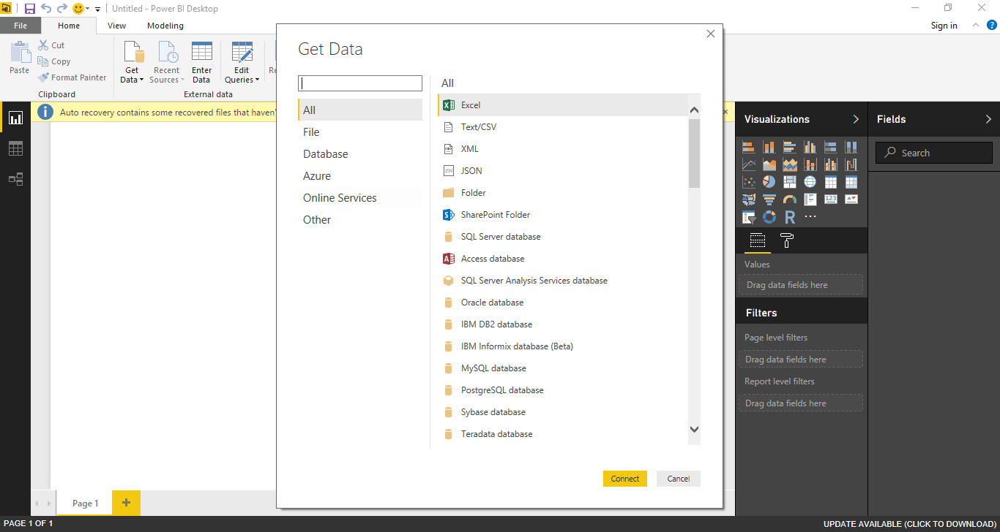 Untitled - Power BI Desktop
File Home View Modeling Sign in
Paste
Cut
Copy
Format Painter
Clipboard
Get Data
Recent Sources
Enter Data
Edit Queries
External data
Auto recovery contains some recovered files that haven'
Get Data
All
File
Database
Azure
Online Services
Other
All
Excel
Text/CSV
XML
JSON
Folder
SharePoint Folder
SQL Server database
Access database
SQL Server Analysis Services database
Oracle database
IBM DB2 database
IBM Informix database (Beta)
MySQL database
PostgreSQL database
Sybase database
Teradata database
Connect Cancel
Visualizations
R
123
Values
Drag data fields here
Filters
Page level filters
Drag data fields here
Report level filters
Drag data fields here
Fields
Search
Page 1
PAGE 1 OF 1
UPDATE AVAILABLE (CLICK TO DOWNLOAD)